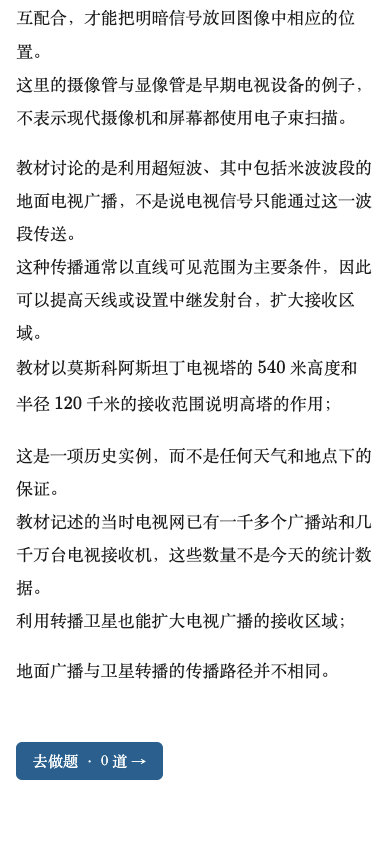 互配合，才能把明暗信号放回图像中相应的位
置。
这里的摄像管与显像管是早期电视设备的例子，
不表示现代摄像机和屏幕都使用电子束扫描。
教材讨论的是利用超短波、其中包括米波波段的
地面电视广播，不是说电视信号只能通过这一波
段传送。
这种传播通常以直线可见范围为主要条件，因此
可以提高天线或设置中继发射台，扩大接收区
域。
教材以莫斯科阿斯坦丁电视塔的 540 米高度和
半径 120 千米的接收范围说明高塔的作用；
这是一项历史实例，而不是任何天气和地点下的
保证。
教材记述的当时电视网已有一千多个广播站和几
千万台电视接收机，这些数量不是今天的统计数
据。
利用转播卫星也能扩大电视广播的接收区域；
地面广播与卫星转播的传播路径并不相同。
去做题 · 0 道 →